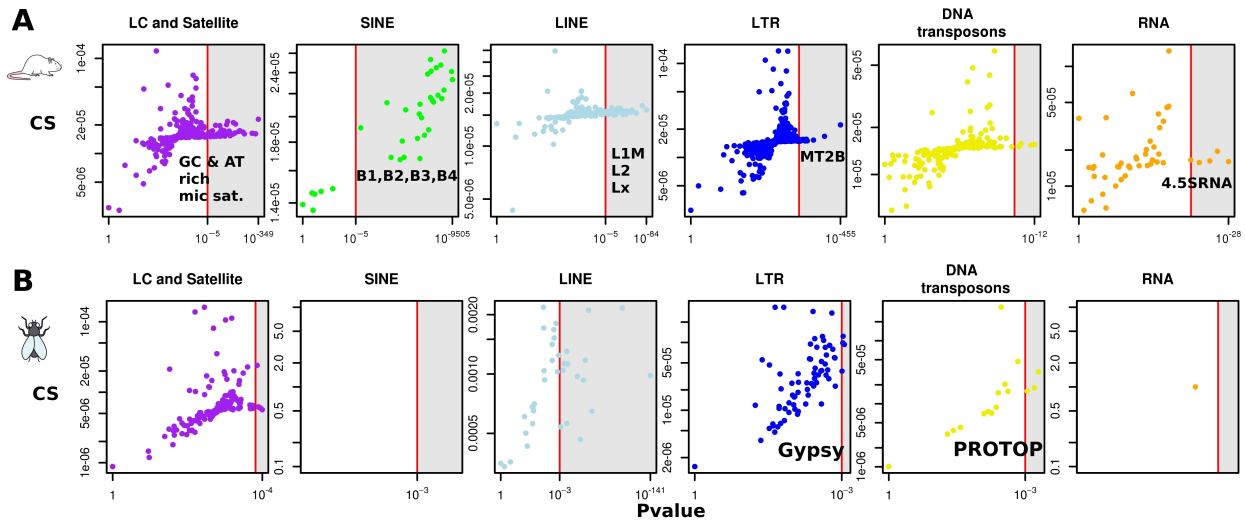 A
LC and Satellite
SINE
LINE
LTR
DNA
transposons
RNA
CS
1e-04
2e-05
5e-06
GC & AT
rich
mic sat.
1
10^-5
10^-349
2.4e-05
1.8e-05
1.4e-05
B1,B2,B3,B4
1
10^-5
10^-9505
2.0e-05
1.0e-05
5.0e-06
L1M
L2
Lx
1
10^-5
10^-84
1e-04
2e-05
5e-06
MT2B
1
10^-455
5e-05
2e-05
1e-05
1
10^-12
5e-05
1e-05
4.5SRNA
1
10^-28
B
LC and Satellite
SINE
LINE
LTR
DNA
transposons
RNA
CS
1e-04
2e-05
5e-06
1e-06
1
10^-4
5.0
2.0
0.5
0.1
10^-3
0.0020
0.0010
0.0005
1
10^-3
10^-141
5e-05
1e-05
2e-06
Gypsy
1
10^-3
5e-05
5e-06
1e-06
PROTOP
1
10^-3
5.0
2.0
0.5
0.1
Pvalue